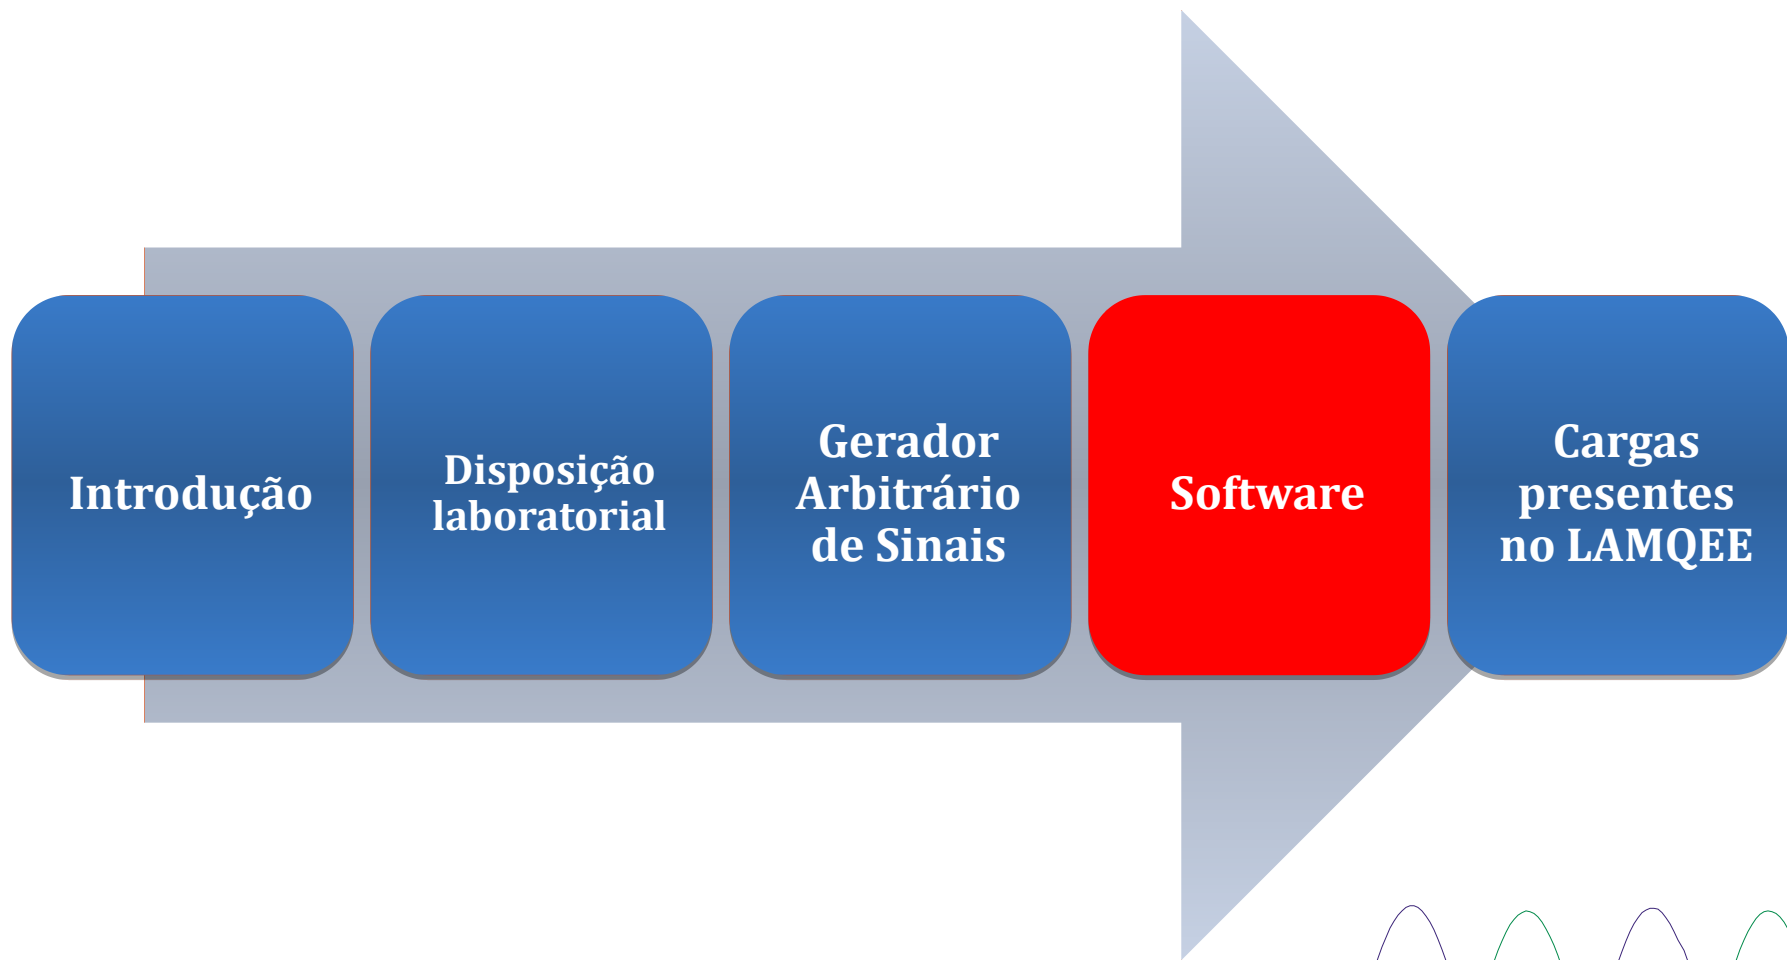 Introdução
Disposição
laboratorial
Gerador
Arbitrário
de Sinais
Software
Cargas
presentes
no LAMQEE